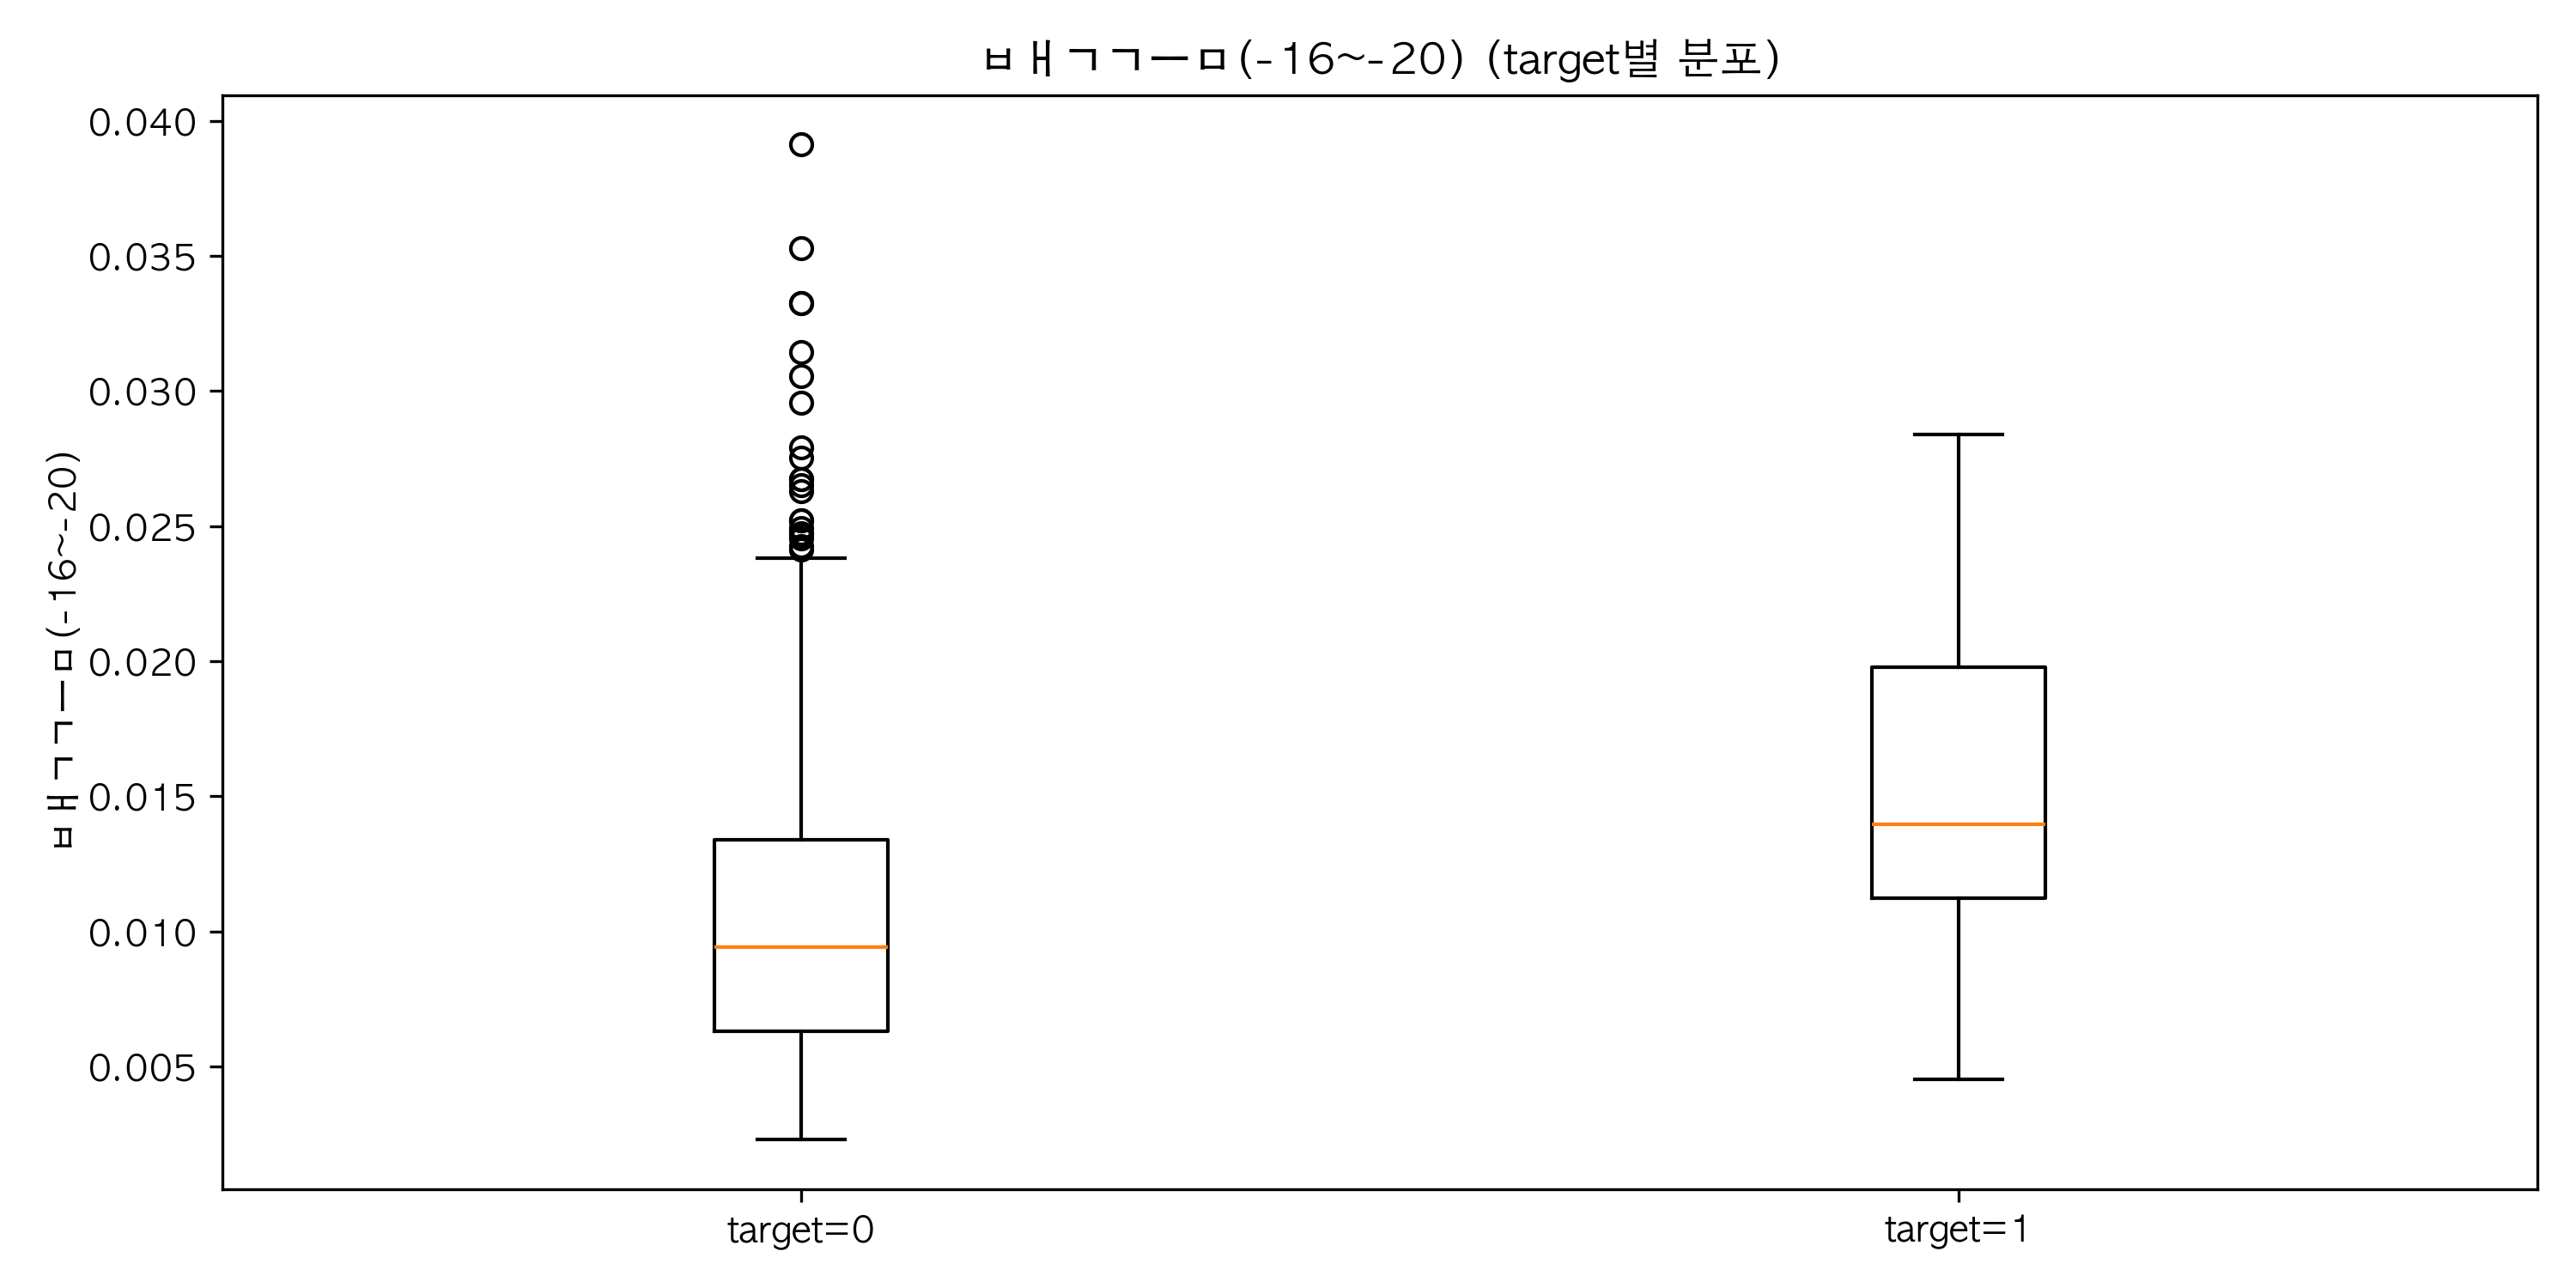 ㅂㅐㄱㄱㅡㅁ(-16~-20) (target별 분포)
ㅂㅐㄱㄱㅡㅁ(-16~-20)
0.040
0.035
0.030
0.025
0.020
0.015
0.010
0.005
target=0
target=1